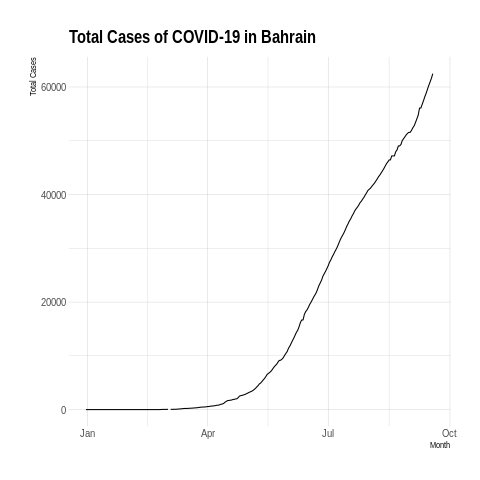 Total Cases of COVID-19 in Bahrain
Total Cases
60000
40000
20000
0
Jan Apr Jul Oct
Month